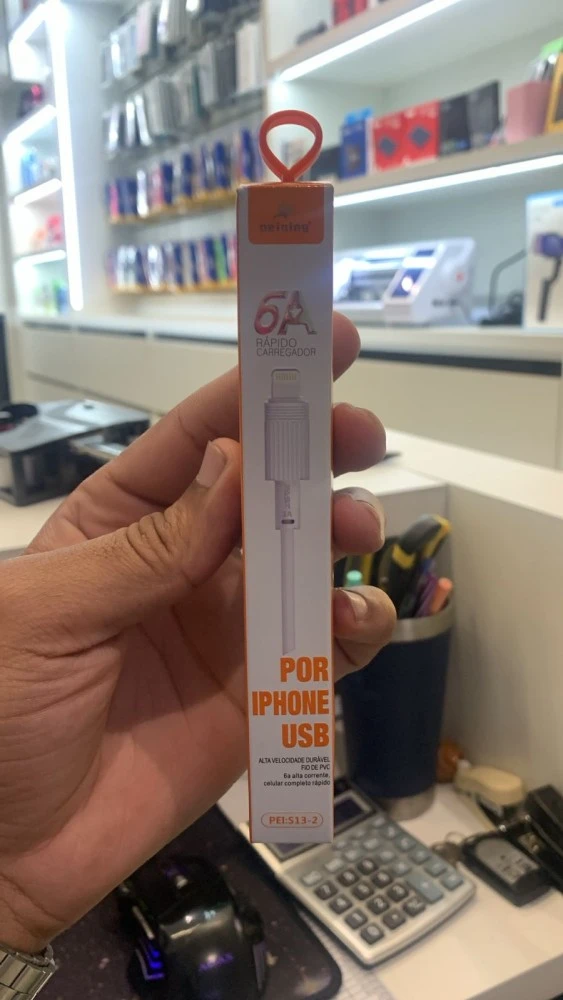 peining
6A
RÁPIDO
CARREGADOR
POR
IPHONE
USB
ALTA VELOCIDADE DURÁVEL
FIO DE PVC
6a alta corrente,
celular completo rápido
PEI:S13-2